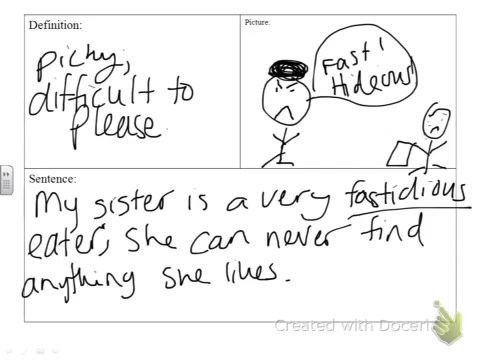 Definition:
picky,
difficult to
please
Picture:
Fast
Hideous
Sentence:
My sister is a very fastidious
eater, she can never find
anything she likes.
Created with Doceri